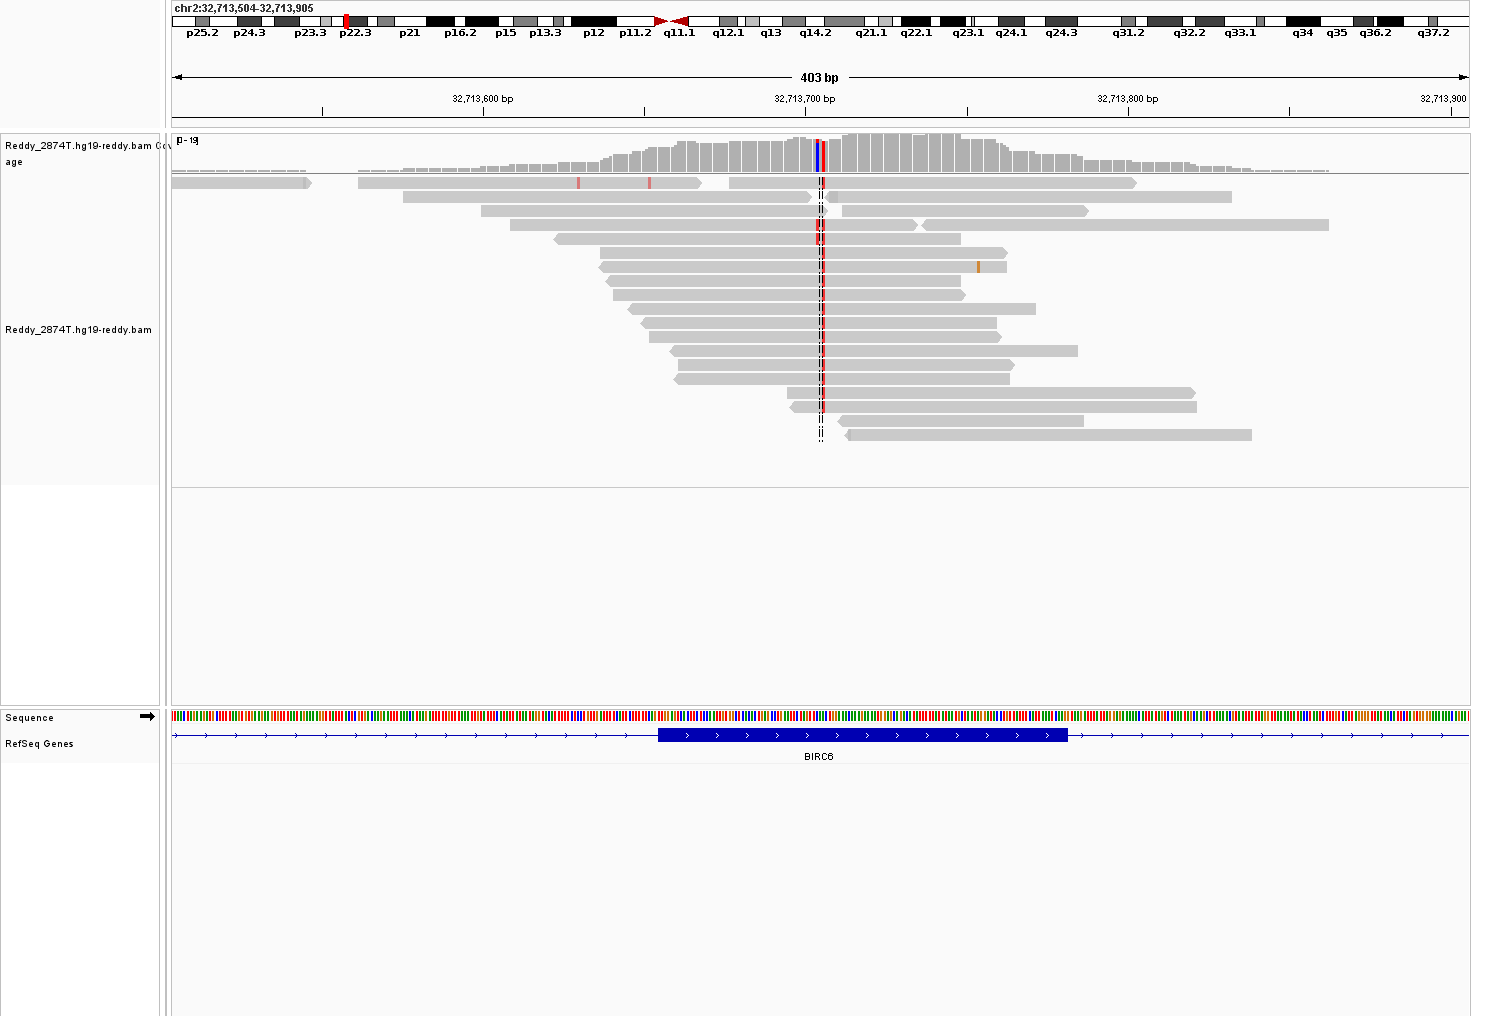 chr2:32,713,504-32,713,905
p25.2 p24.3 p23.3 p22.3 p21 p16.2 p15 p13.3 p12 p11.2 q11.1 q12.1 q13 q14.2 q21.1 q22.1 q23.1 q24.1 q24.3 q31.2 q32.2 q33.1 q34 q35 q36.2 q37.2
403 bp
32,713,600 bp 32,713,700 bp 32,713,800 bp 32,713,900
[0 - 19]
Reddy_2874T.hg19-reddy.bam Cov
age
Reddy_2874T.hg19-reddy.bam
Sequence
RefSeq Genes
BIRC6